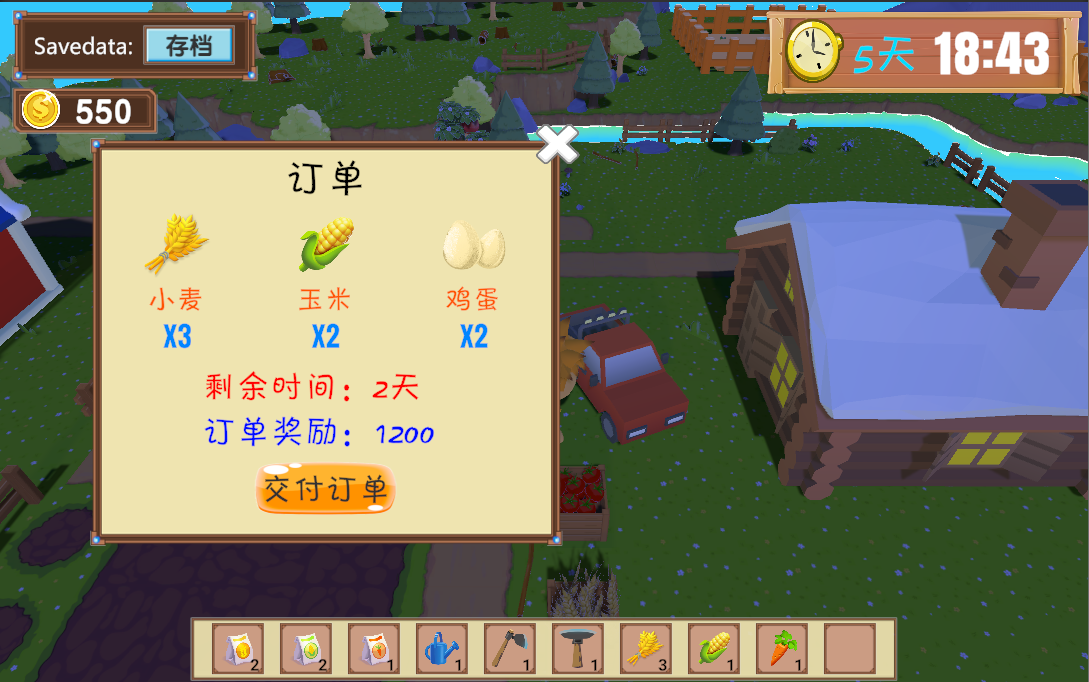 Savedata: 存档
5天 18:43
550
订单
小麦 玉米 鸡蛋
X3 X2 X2
剩余时间：2天
订单奖励：1200
交付订单
2 2 1 1 1 1 3 1 1